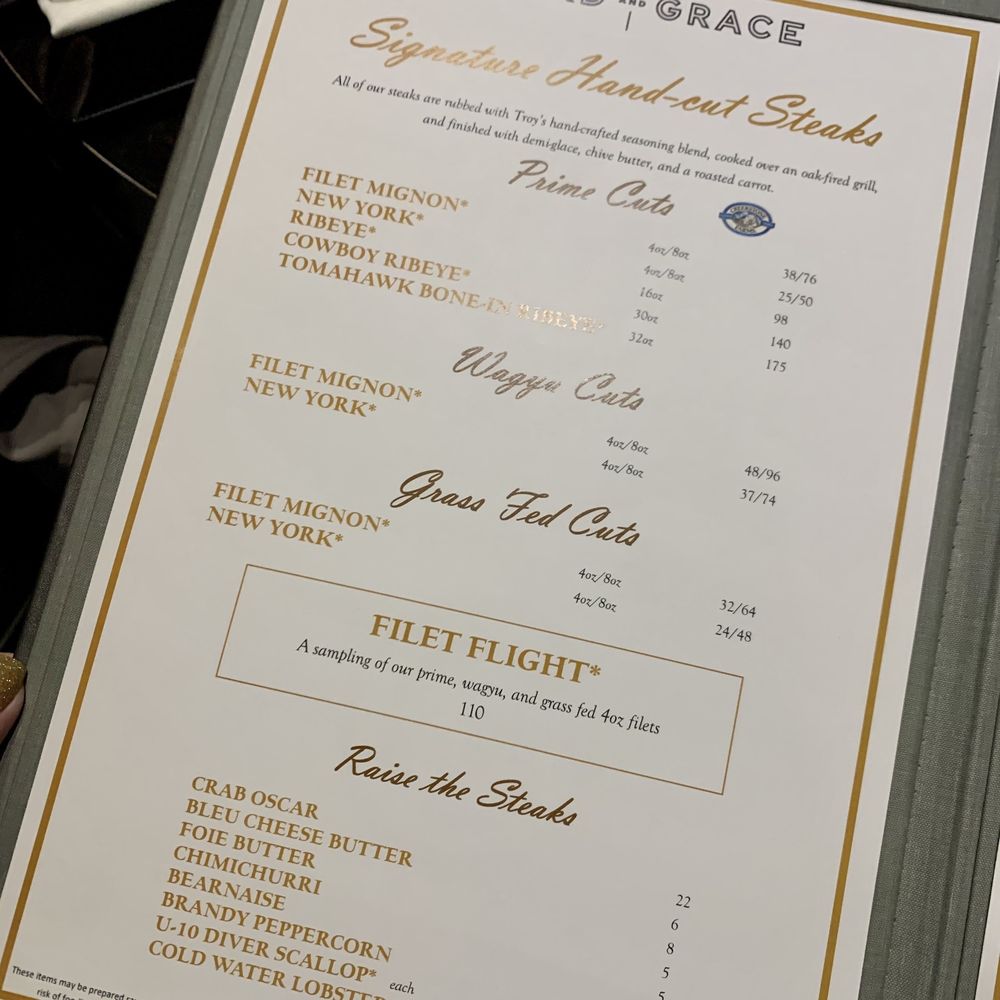 AND GRACE
Signature Hand-cut Steaks
All of our steaks are rubbed with Troy's hand-crafted seasoning blend, cooked over an oak-fired grill,
and finished with demi-glace, chive butter, and a roasted carrot.
Prime Cuts
FILET MIGNON* 4oz/8oz 38/76
NEW YORK* 4oz/8oz 25/50
RIBEYE* 16oz 98
COWBOY RIBEYE* 30oz 140
TOMAHAWK BONE-IN RIBEYE* 32oz 175
Wagyu Cuts
FILET MIGNON* 4oz/8oz 48/96
NEW YORK* 4oz/8oz 37/74
Grass Fed Cuts
FILET MIGNON* 4oz/8oz 32/64
NEW YORK* 4oz/8oz 24/48
FILET FLIGHT*
A sampling of our prime, wagyu, and grass fed 4oz filets
110
Raise the Steaks
CRAB OSCAR 22
BLEU CHEESE BUTTER 6
FOIE BUTTER 8
CHIMICHURRI 5
BEARNAISE 5
BRANDY PEPPERCORN
U-10 DIVER SCALLOP* each
COLD WATER LOBSTER
These items may be prepared
risk of